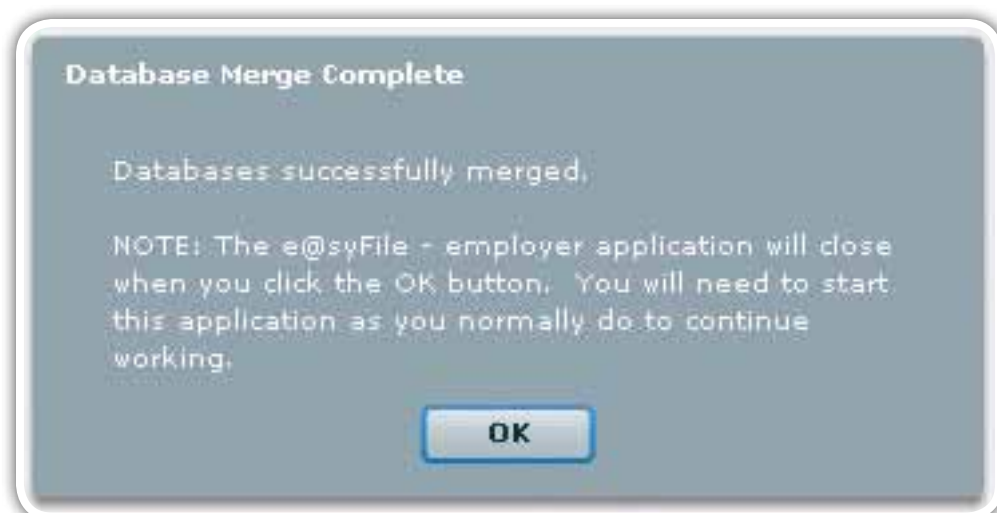 Database Merge Complete
Databases successfully merged.
NOTE: The e@syFile - employer application will close
when you click the OK button.  You will need to start
this application as you normally do to continue
working.
OK